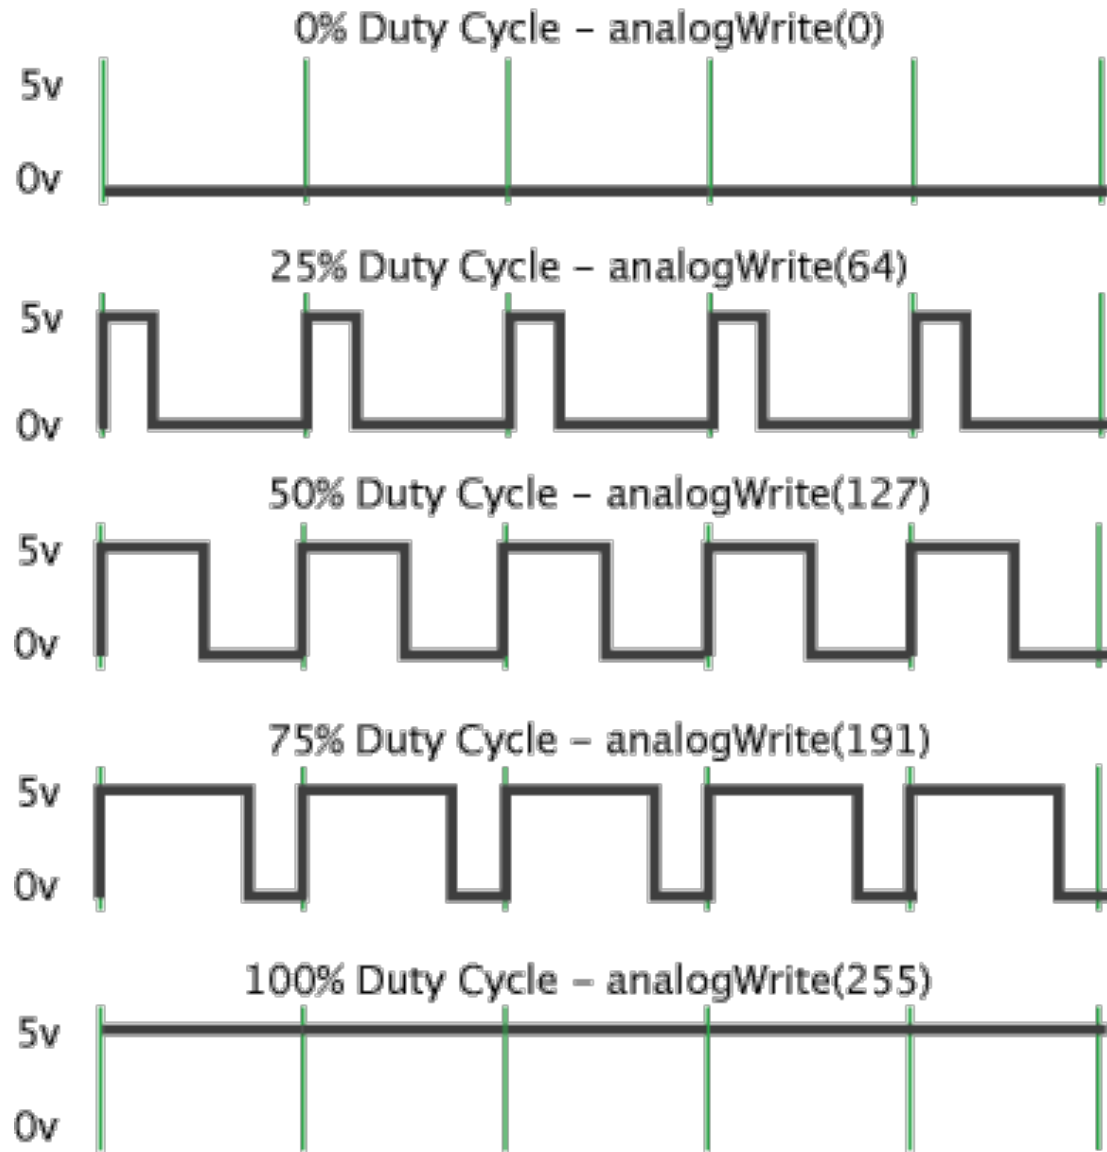 0% Duty Cycle – analogWrite(0)
5v
0v
25% Duty Cycle – analogWrite(64)
5v
0v
50% Duty Cycle – analogWrite(127)
5v
0v
75% Duty Cycle – analogWrite(191)
5v
0v
100% Duty Cycle – analogWrite(255)
5v
0v